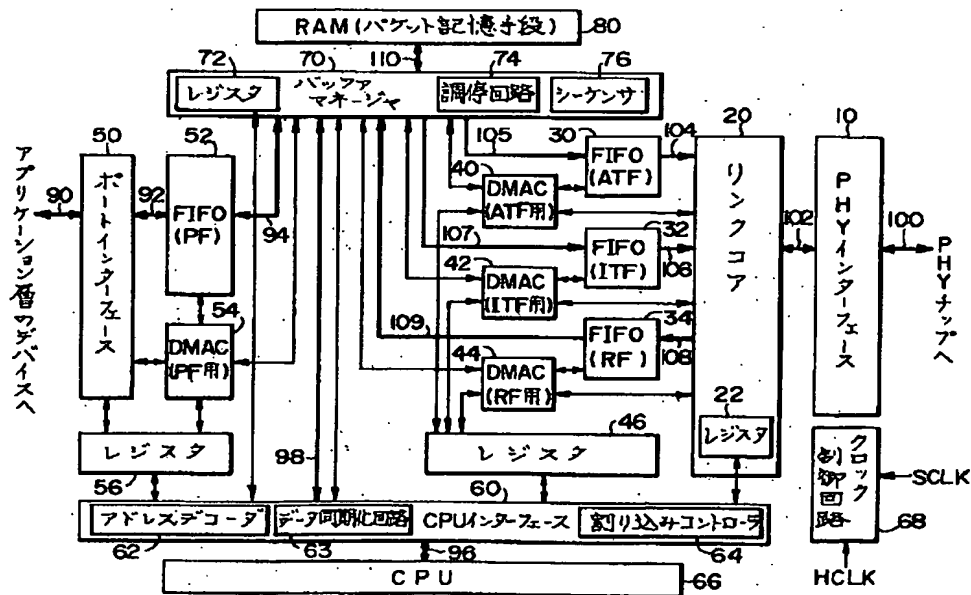 RAM(パケット記憶手段)
80
110
72
70
74
76
レジスタ
バッファ
マネージャ
調停回路
シーケンサ
50
52
105
30
104
20
10
アプリケーション層のデバイスへ
90
ポートインターフェース
92
FIFO
(PF)
94
40
DMAC
(ATF用)
FIFO
(ATF)
リンクコア
102
PHYインターフェース
100
PHYチップへ
107
32
42
DMAC
(ITF用)
FIFO
(ITF)
106
54
DMAC
(PF用)
109
34
44
DMAC
(RF用)
FIFO
(RF)
108
22
レジスタ
レジスタ
56
98
46
レジスタ
60
クロック
制御回路
SCLK
68
HCLK
アドレスデコーダ
データ同期化回路
CPUインターフェース
割り込みコントローラ
62
63
96
64
CPU
66